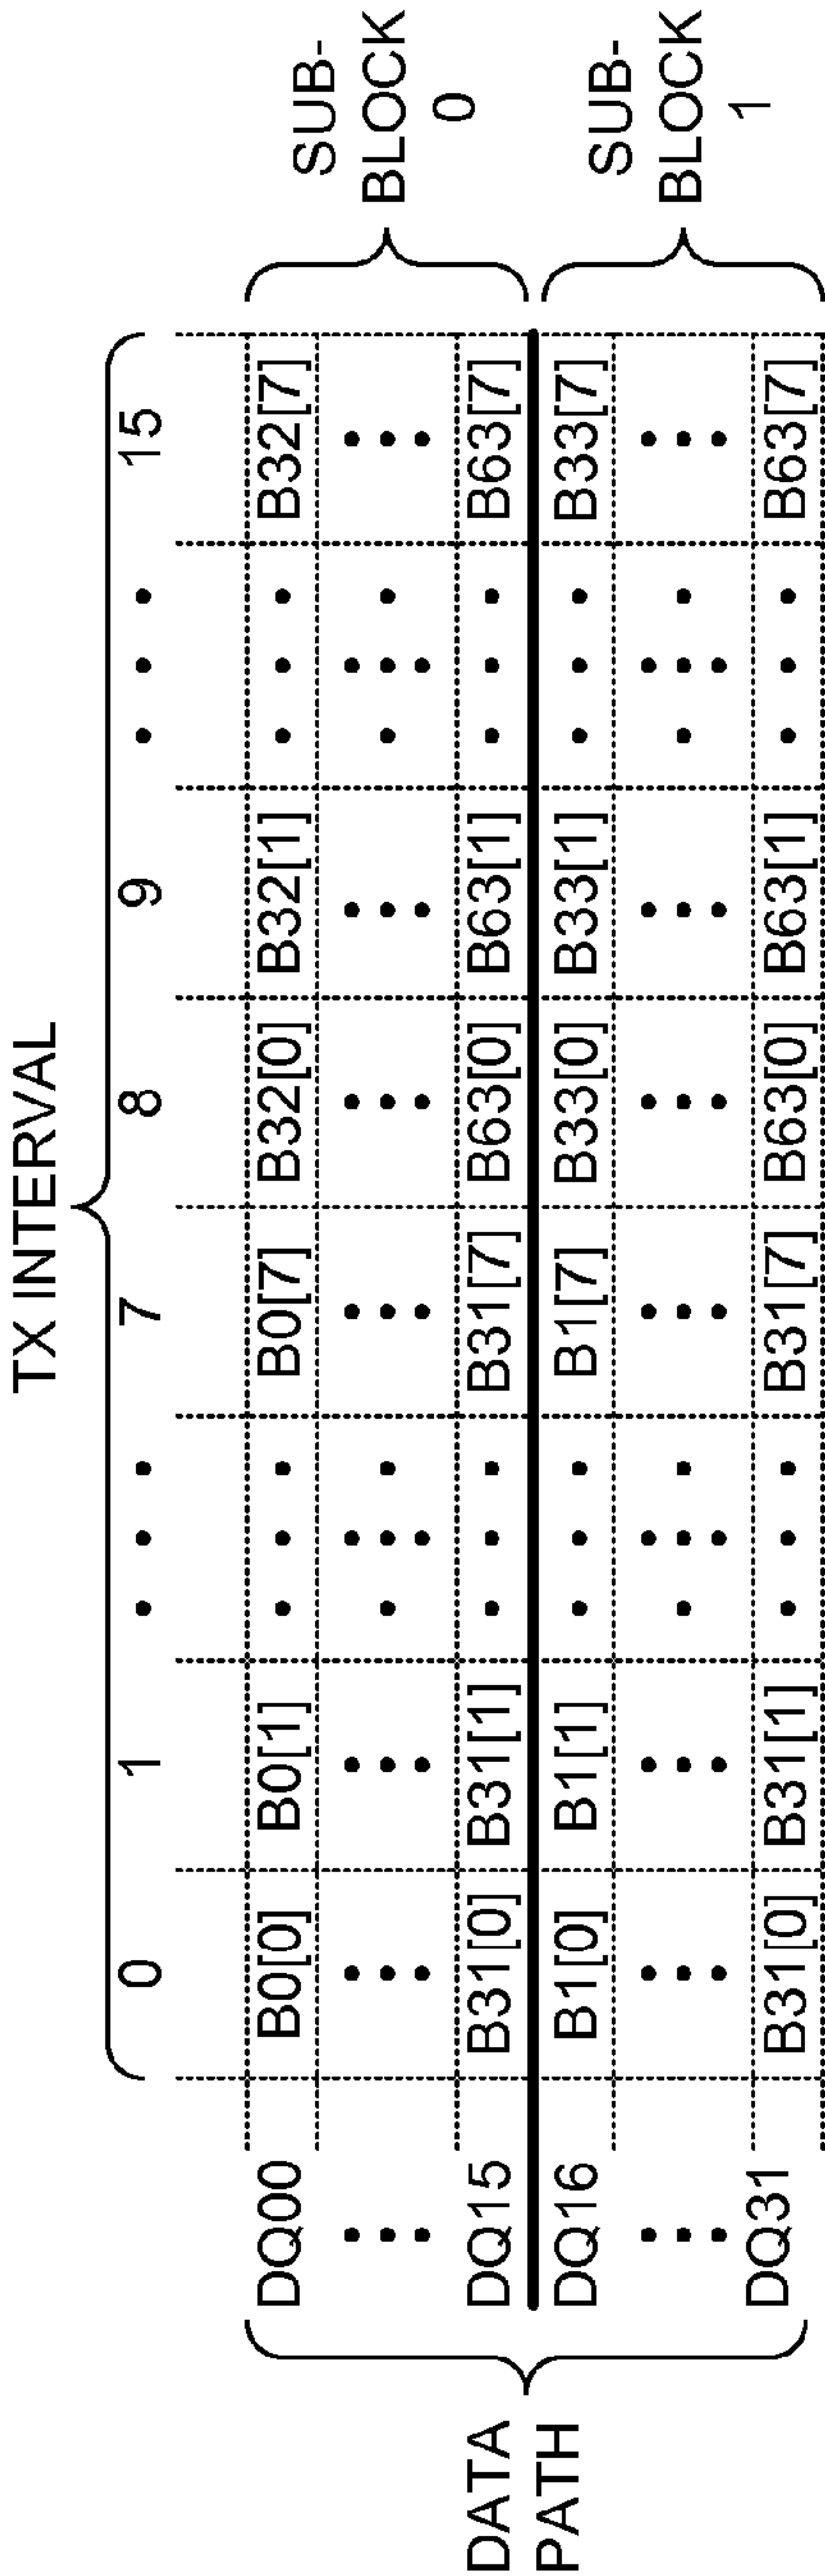 TX INTERVAL
0 1 • • • 7 8 9 • • • 15
DQ00 B0[0] B0[1] • • • B0[7] B32[0] B32[1] • • • B32[7]
DQ15 B31[0] B31[1] • • • B31[7] B63[0] B63[1] • • • B63[7]
DQ16 B1[0] B1[1] • • • B1[7] B33[0] B33[1] • • • B33[7]
DQ31 B31[0] B31[1] • • • B31[7] B63[0] B63[1] • • • B63[7]
DATA
PATH
SUB-
BLOCK
0
SUB-
BLOCK
1